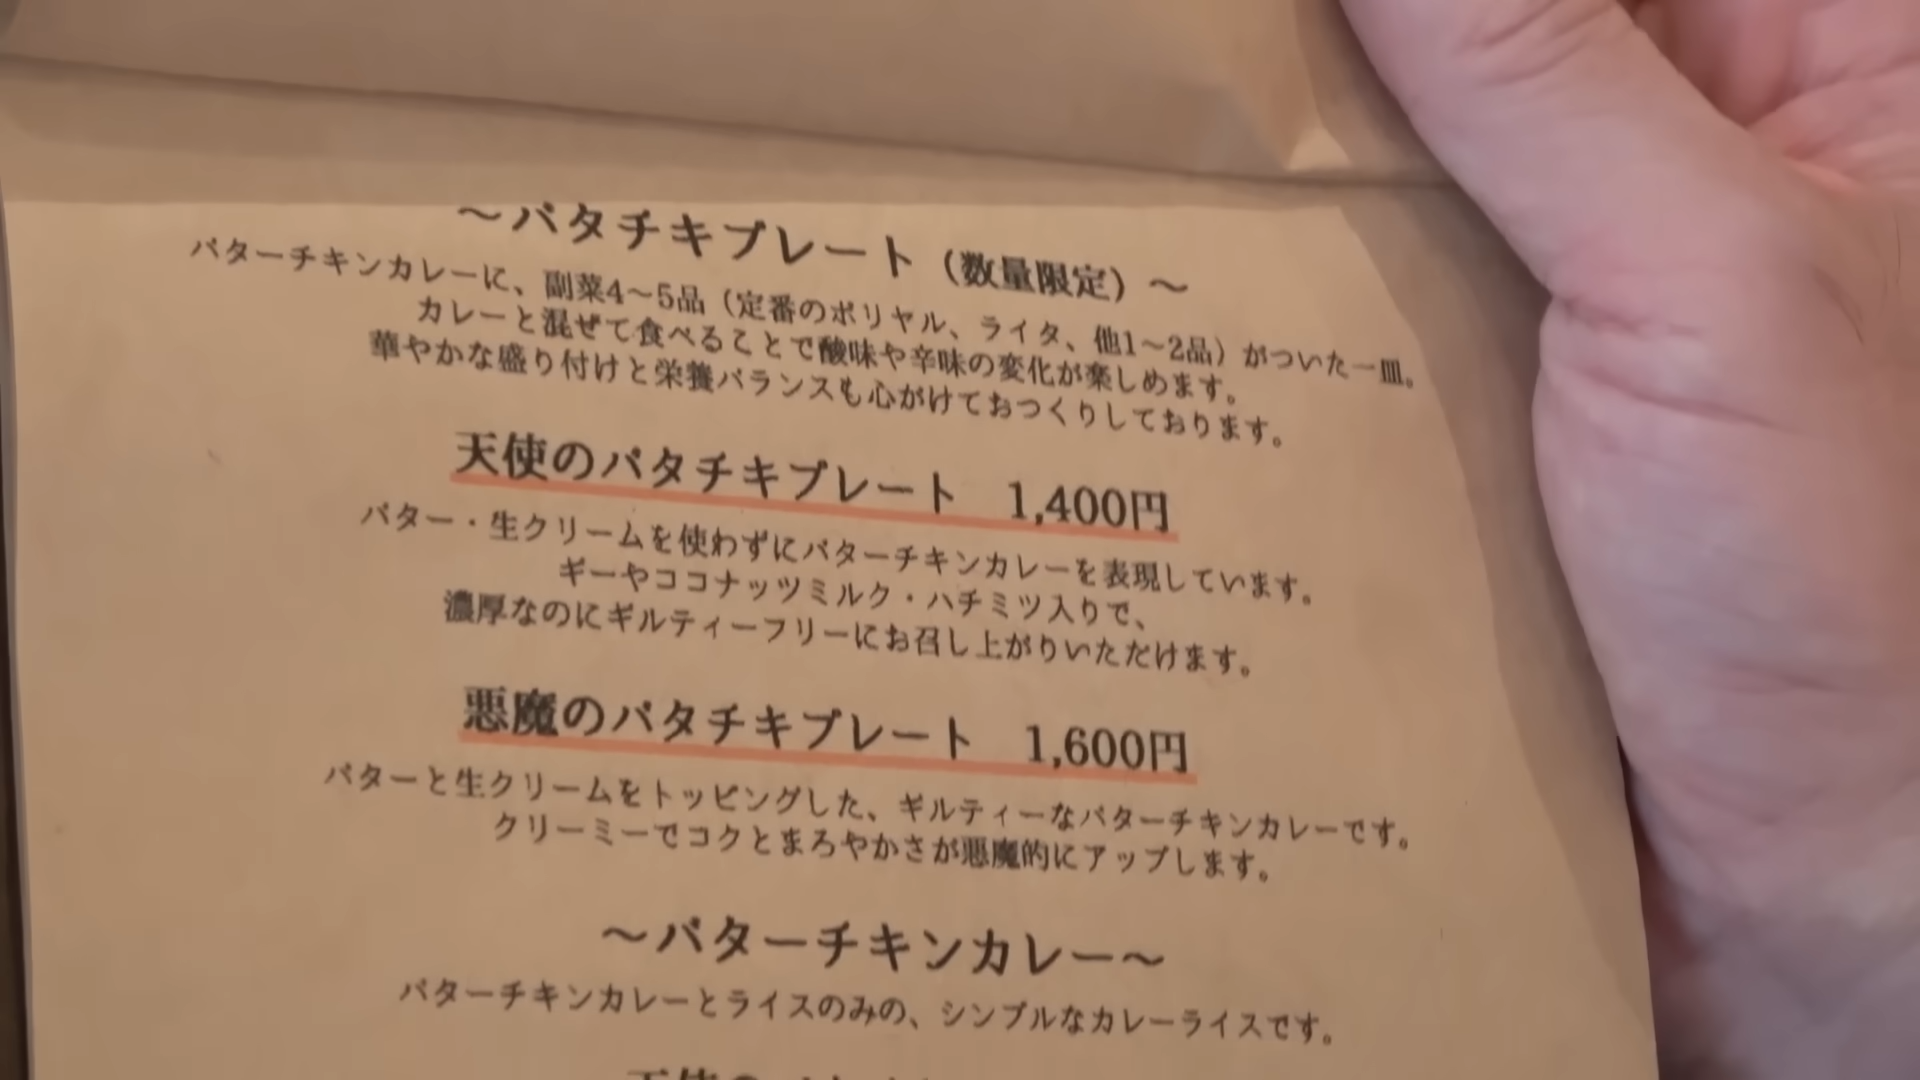 ～バタチキプレート（数量限定）～
バターチキンカレーに、副菜4～5品（定番のポリヤル、ライタ、他1～2品）がついた一皿。
カレーと混ぜて食べることで酸味や辛味の変化が楽しめます。
華やかな盛り付けと栄養バランスも心がけておつくりしております。
天使のバタチキプレート　1,400円
バター・生クリームを使わずにバターチキンカレーを表現しています。
ギーやココナッツミルク・ハチミツ入りで、
濃厚なのにギルティーフリーにお召し上がりいただけます。
悪魔のバタチキプレート　1,600円
バターと生クリームをトッピングした、ギルティーなバターチキンカレーです。
クリーミーでコクとまろやかさが悪魔的にアップします。
～バターチキンカレー～
バターチキンカレーとライスのみの、シンプルなカレーライスです。
天使の